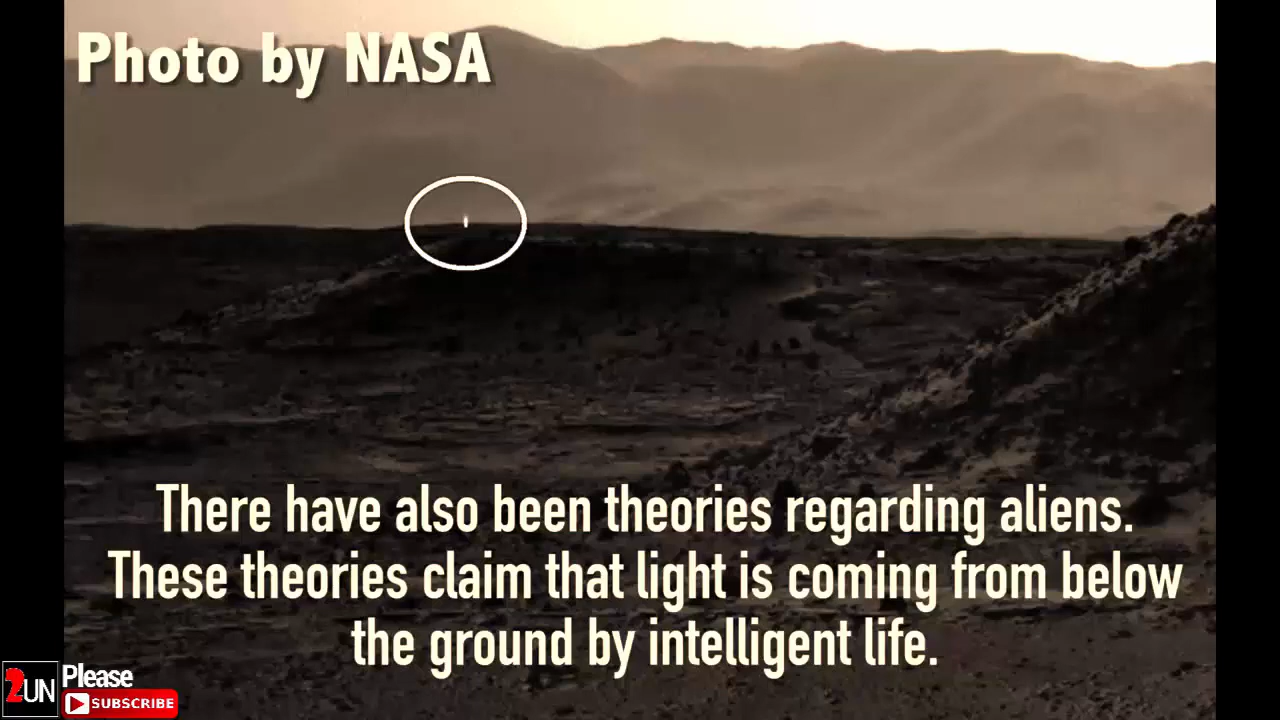 Photo by NASA
There have also been theories regarding aliens.
These theories claim that light is coming from below
the ground by intelligent life.
2UN
Please
SUBSCRIBE